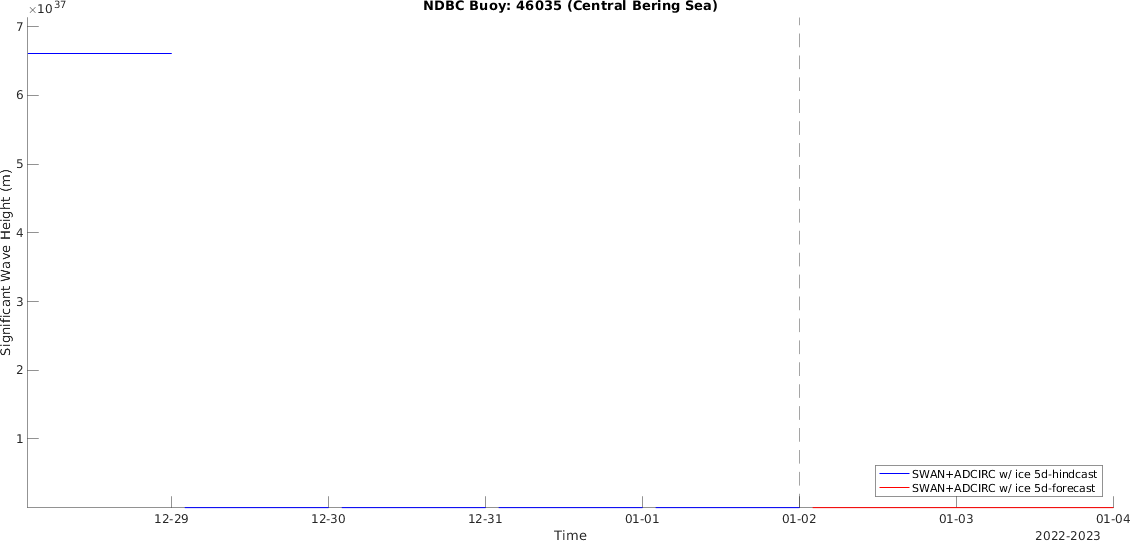 NDBC Buoy: 46035 (Central Bering Sea)
×10^37
7
6
5
4
3
2
1
Significant Wave Height (m)
SWAN+ADCIRC w/ ice 5d-hindcast
SWAN+ADCIRC w/ ice 5d-forecast
12-29 12-30 12-31 01-01 01-02 01-03 01-04
Time
2022-2023